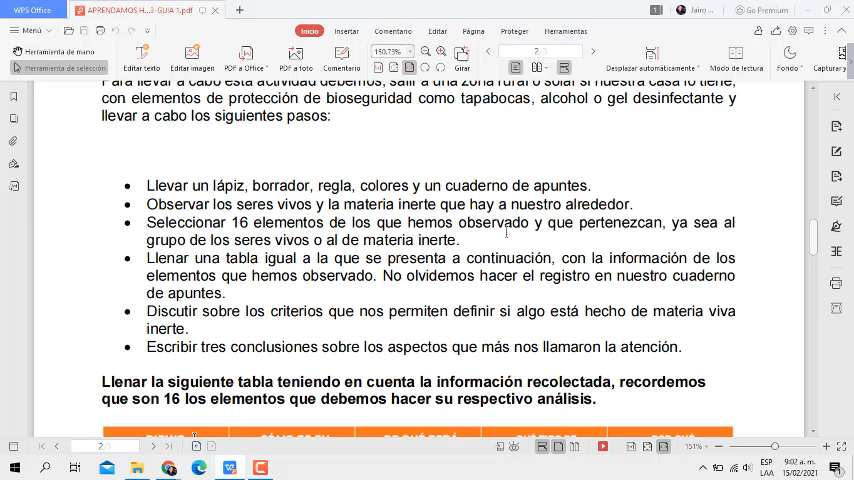 WPS Office
APRENDAMOS H...3-GUIA 1.pdf
1
Jairo ...
Go Premium
Menú
Inicio
Insertar
Comentario
Editar
Página
Proteger
Herramientas
Herramienta de mano
Herramienta de selección
Editar texto
Editar imagen
PDF a Office
PDF a foto
Comentario
150.73%
Girar
2/3
Desplazar automáticamente
Modo de lectura
Fondo
Capturar y
Para llevar a cabo esta actividad debemos, salir a una zona rural o solar si nuestra casa lo tiene,
con elementos de protección de bioseguridad como tapabocas, alcohol o gel desinfectante y
llevar a cabo los siguientes pasos:
• Llevar un lápiz, borrador, regla, colores y un cuaderno de apuntes.
• Observar los seres vivos y la materia inerte que hay a nuestro alrededor.
• Seleccionar 16 elementos de los que hemos observado y que pertenezcan, ya sea al
grupo de los seres vivos o al de materia inerte.
• Llenar una tabla igual a la que se presenta a continuación, con la información de los
elementos que hemos observado. No olvidemos hacer el registro en nuestro cuaderno
de apuntes.
• Discutir sobre los criterios que nos permiten definir si algo está hecho de materia viva
inerte.
• Escribir tres conclusiones sobre los aspectos que más nos llamaron la atención.
Llenar la siguiente tabla teniendo en cuenta la información recolectada, recordemos
que son 16 los elementos que debemos hacer su respectivo análisis.
2/3
151%
ESP
LAA
9:02 a. m.
15/02/2021